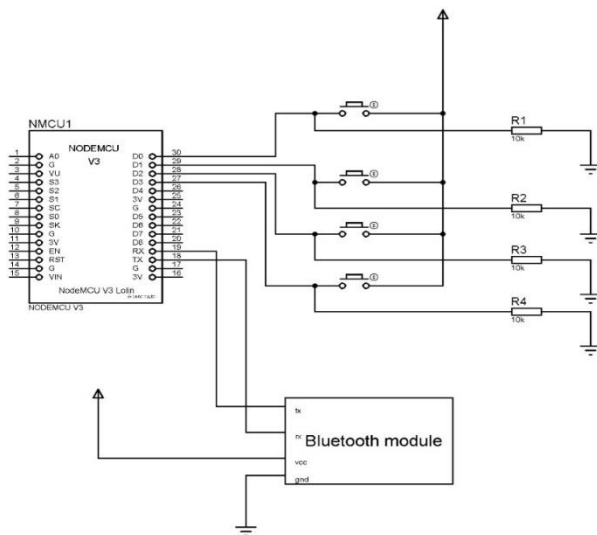 NMCU1
NODEMCU
V3
1 A0 D0 30
2 G D1 29
3 VU D2 28
4 S3 D3 27
5 S2 D4 26
6 S1 3V 25
7 SC G 24
8 S0 D5 23
9 SK D6 22
10 G D7 21
11 3V D8 20
12 EN RX 19
13 RST TX 18
14 G G 17
15 VIN 3V 16
NodeMCU V3 Lolin
NODEMCU V3
R1
10k
R2
10k
R3
10k
R4
10k
tx
rx
Bluetooth module
vcc
gnd